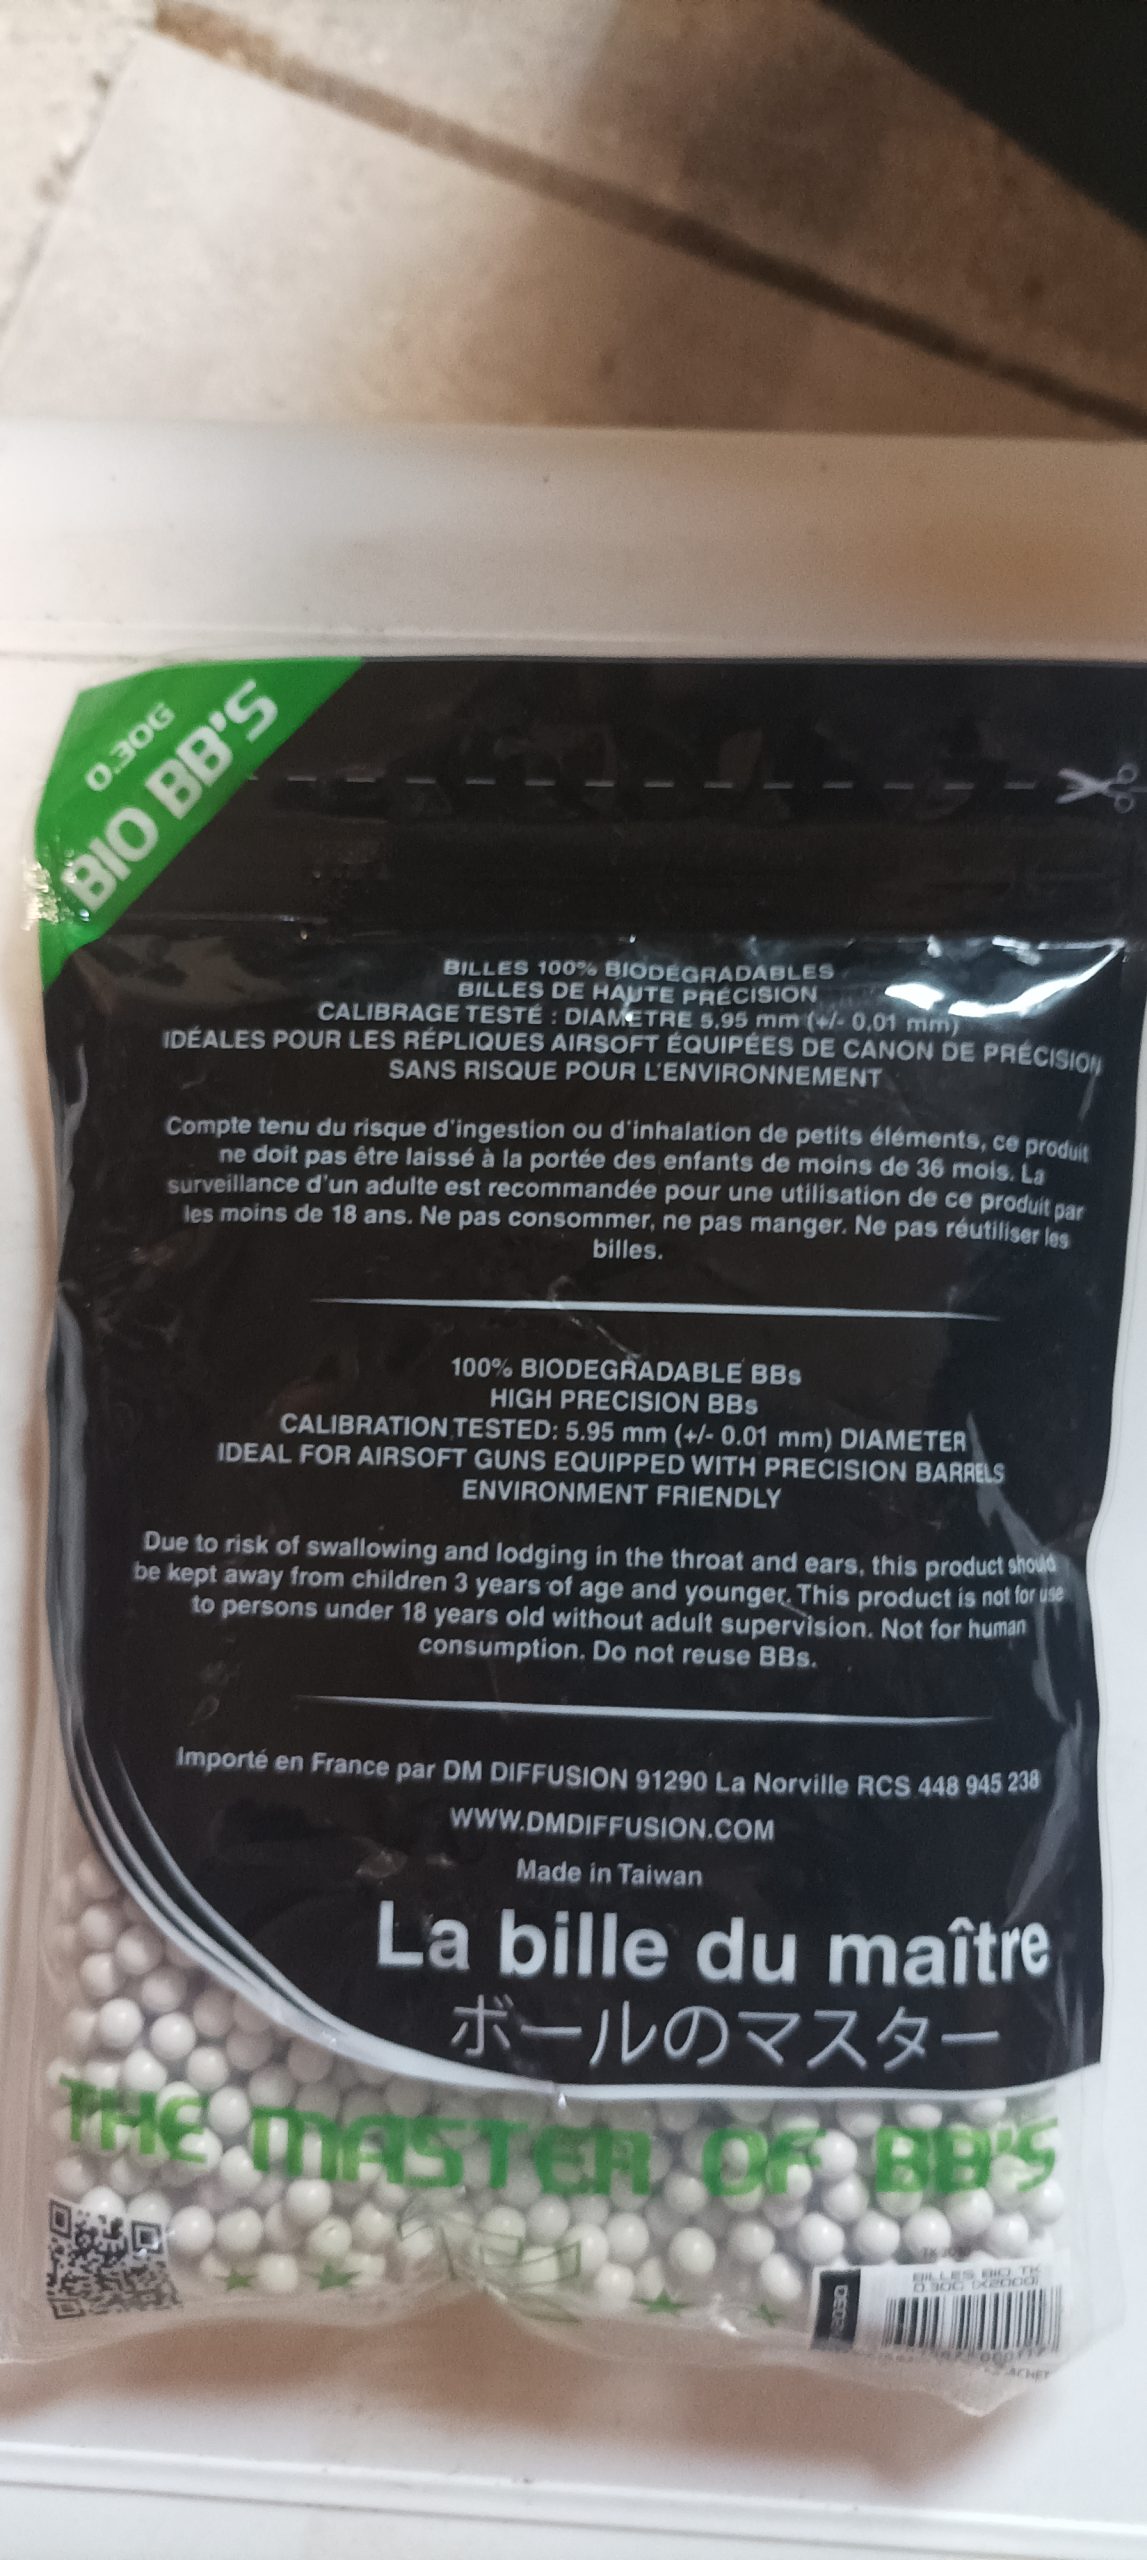 0.30G
BIO BB'S
BILLES 100% BIODÉGRADABLES
BILLES DE HAUTE PRÉCISION
CALIBRAGE TESTÉ : DIAMÈTRE 5.95 mm (+/- 0,01 mm)
IDÉALES POUR LES RÉPLIQUES AIRSOFT ÉQUIPÉES DE CANON DE PRÉCISION
SANS RISQUE POUR L'ENVIRONNEMENT
Compte tenu du risque d'ingestion ou d'inhalation de petits éléments, ce produit
ne doit pas être laissé à la portée des enfants de moins de 36 mois. La
surveillance d'un adulte est recommandée pour une utilisation de ce produit par
les moins de 18 ans. Ne pas consommer, ne pas manger. Ne pas réutiliser les
billes.
100% BIODEGRADABLE BBs
HIGH PRECISION BBs
CALIBRATION TESTED: 5.95 mm (+/- 0.01 mm) DIAMETER
IDEAL FOR AIRSOFT GUNS EQUIPPED WITH PRECISION BARRELS
ENVIRONMENT FRIENDLY
Due to risk of swallowing and lodging in the throat and ears, this product should
be kept away from children 3 years of age and younger. This product is not for use
to persons under 18 years old without adult supervision. Not for human
consumption. Do not reuse BBs.
Importé en France par DM DIFFUSION 91290 La Norville RCS 448 945 238
WWW.DMDIFFUSION.COM
Made in Taiwan
La bille du maître
ボールのマスター
THE MASTER OF BB'S
BILLES BIO TK
0.30G (X2000)